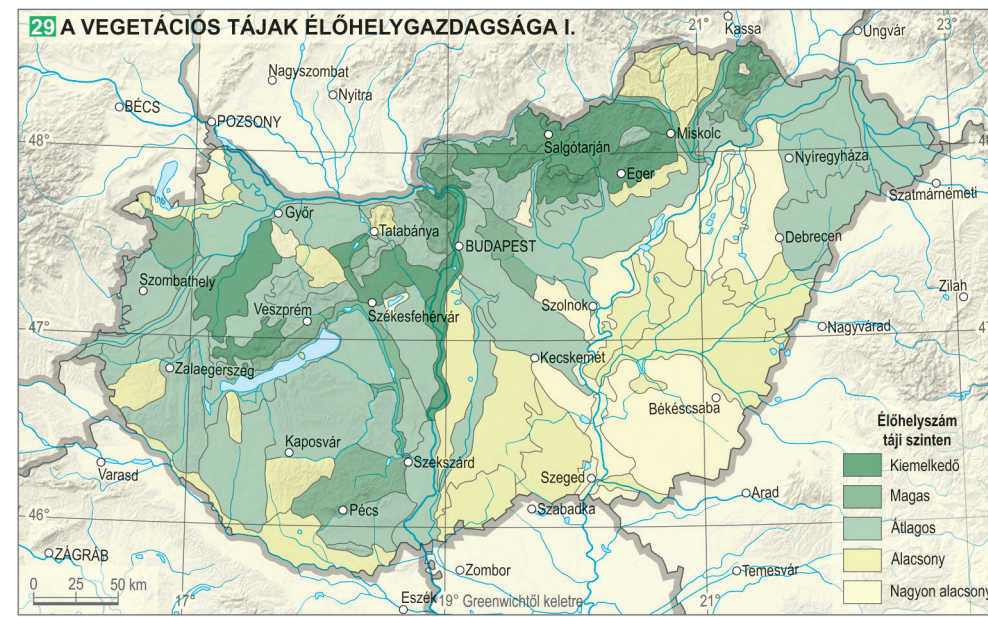 29 A VEGETÁCIÓS TÁJAK ÉLŐHELYGAZDAGSÁGA I.
21°
23°
Kassa
Ungvár
Nagyszombat
Nyitra
BÉCS
POZSONY
48°
Salgótarján
Miskolc
Eger
Nyíregyháza
Szatmárnémeti
Győr
Tatabánya
BUDAPEST
Debrecen
Szombathely
Veszprém
Székesfehérvár
Szolnok
Zilah
47°
47
Nagyvárad
Zalaegerszeg
Kecskemét
Békéscsaba
Élőhelyszám
táji szinten
Kaposvár
Varasd
Szekszárd
Szeged
Kiemelkedő
Arad
Magas
46°
Pécs
Szabadka
Átlagos
ZÁGRÁB
Zombor
Temesvár
Alacsony
0 25 50 km
17°
Eszék
19° Greenwichtől keletre
21°
Nagyon alacsony